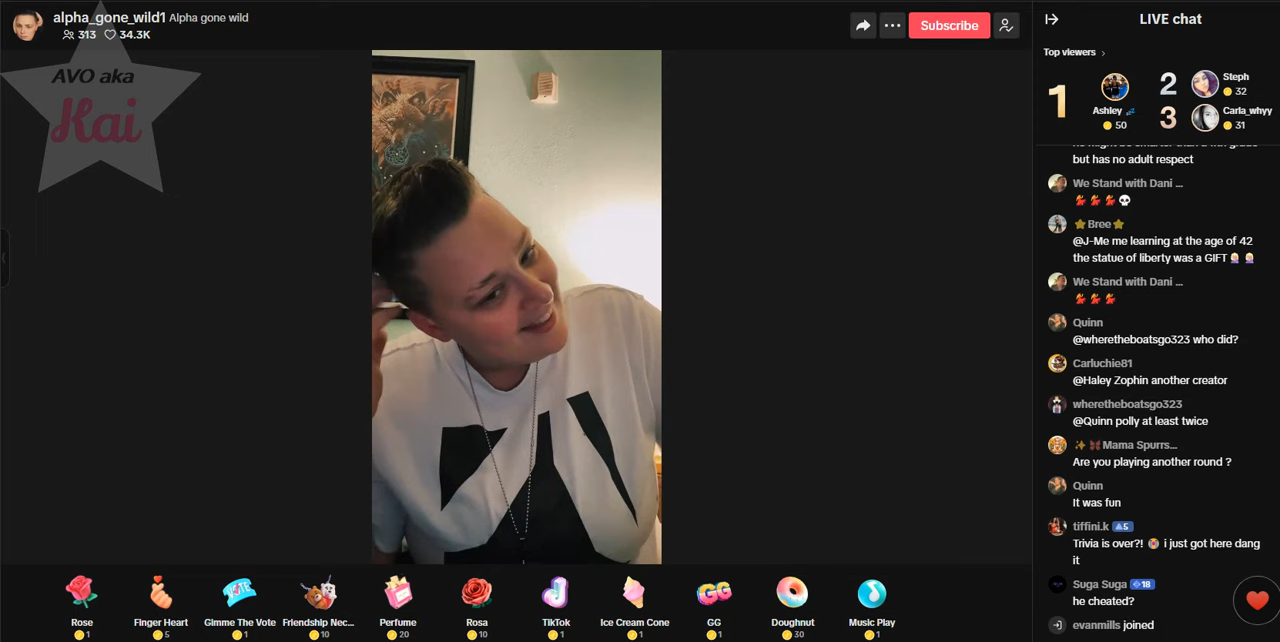 alpha_gone_wild1 Alpha gone wild
313 34.3K
Subscribe
AVO aka
Kai
LIVE chat
Top viewers
1
Ashley
50
2
Steph
32
3
Carla_whyy
31
but has no adult respect
We Stand with Dani ...
Bree
@J-Me me learning at the age of 42
the statue of liberty was a GIFT
We Stand with Dani ...
Quinn
@wheretheboatsgo323 who did?
Carluchie81
@Haley Zophin another creator
wheretheboatsgo323
@Quinn polly at least twice
Mama Spurrs...
Are you playing another round ?
Quinn
It was fun
tiffini.k 5
Trivia is over?! i just got here dang
it
Suga Suga 18
he cheated?
evanmills joined
Rose
1
Finger Heart
5
Gimme The Vote
1
Friendship Nec...
10
Perfume
20
Rosa
10
TikTok
1
Ice Cream Cone
1
GG
1
Doughnut
30
Music Play
1